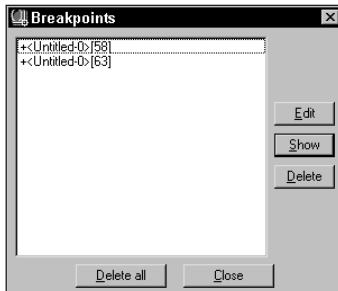 Breakpoints
+<Untitled-0>[58]
+<Untitled-0>[63]
Edit
Show
Delete
Delete all
Close